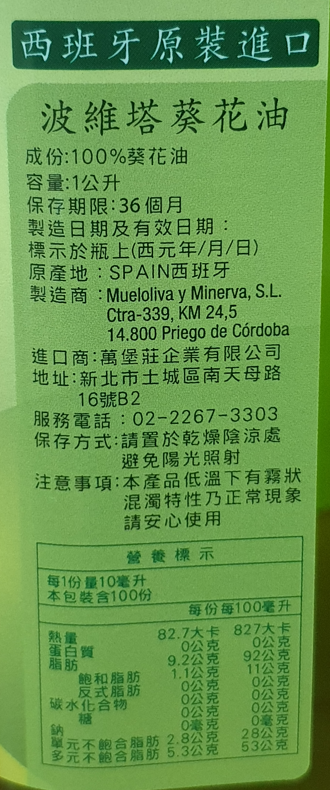 西班牙原裝進口
波維塔葵花油
成份:100%葵花油
容量:1公升
保存期限:36個月
製造日期及有效日期:
標示於瓶上(西元年/月/日)
原產地:SPAIN西班牙
製造商:Mueloliva y Minerva, S.L.
Ctra-339, KM 24,5
14.800 Priego de Córdoba
進口商:萬堡莊企業有限公司
地址:新北市土城區南天母路
16號B2
服務電話:02-2267-3303
保存方式:請置於乾燥陰涼處
避免陽光照射
注意事項:本產品低溫下有霧狀
混濁特性乃正常現象
請安心使用
營養標示
每1份量10毫升
本包裝含100份
每份 每100毫升
熱量 82.7大卡 827大卡
蛋白質 0公克 0公克
脂肪 9.2公克 92公克
飽和脂肪 1.1公克 11公克
反式脂肪 0公克 0公克
碳水化合物 0公克 0公克
糖 0公克 0公克
鈉 0毫克 0毫克
單元不飽合脂肪 2.8公克 28公克
多元不飽合脂肪 5.3公克 53公克